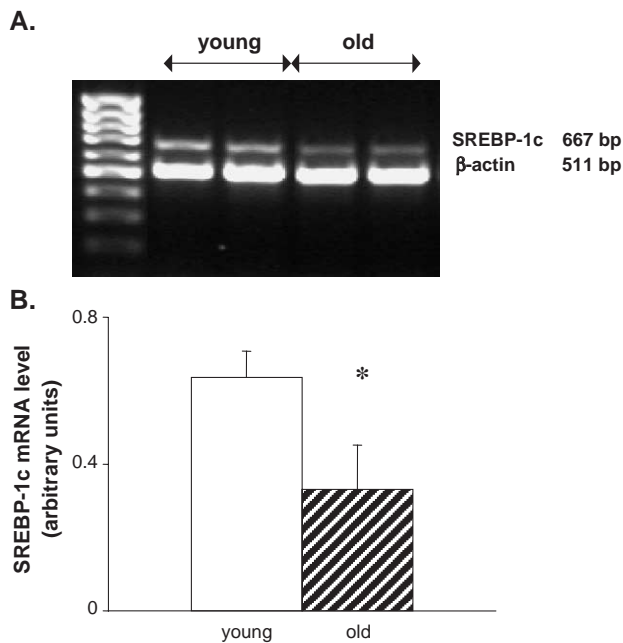 A.
young old
SREBP-1c 667 bp
β-actin 511 bp
B.
SREBP-1c mRNA level
(arbitrary units)
0.8
*
0.4
0
young old